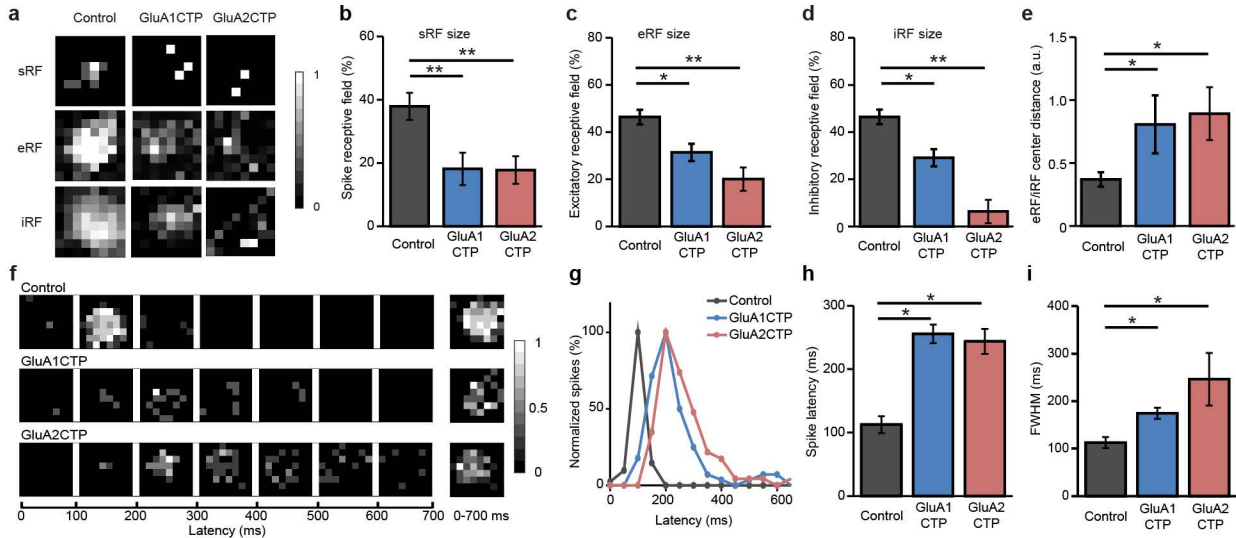 a
Control GluA1CTP GluA2CTP
sRF
eRF
iRF
1
0
b
sRF size
**
**
Spike receptive field (%)
60
40
20
0
Control GluA1 CTP GluA2 CTP
c
eRF size
**
*
Excitatory receptive field (%)
80
60
40
20
0
Control GluA1 CTP GluA2 CTP
d
iRF size
**
*
Inhibitory receptive field (%)
80
60
40
20
0
Control GluA1 CTP GluA2 CTP
e
*
*
eRF/iRF center distance (a.u.)
1.5
1.0
0.5
0
Control GluA1 CTP GluA2 CTP
f
Control
GluA1CTP
GluA2CTP
0 100 200 300 400 500 600 700 0-700 ms
Latency (ms)
1
0.5
0
g
Control
GluA1CTP
GluA2CTP
Normalized spikes (%)
100
50
0
0 200 400 600
Latency (ms)
h
*
*
Spike latency (ms)
300
200
100
0
Control GluA1 CTP GluA2 CTP
i
*
*
FWHM (ms)
400
300
200
100
0
Control GluA1 CTP GluA2 CTP